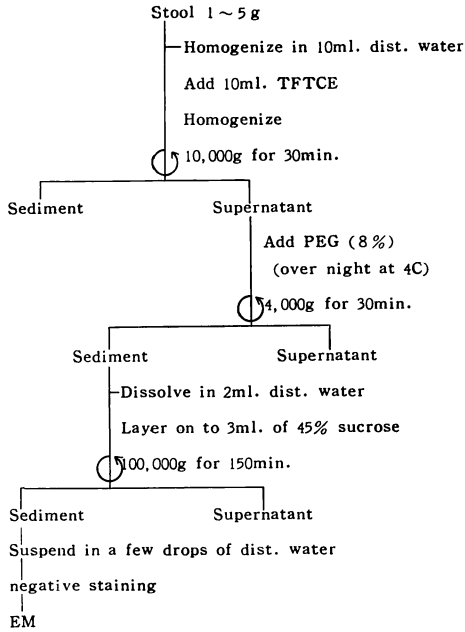 Stool 1～5g
Homogenize in 10ml. dist. water
Add 10ml. TFTCE
Homogenize
10,000g for 30min.
Sediment Supernatant
Add PEG (8%)
(over night at 4C)
4,000g for 30min.
Sediment Supernatant
Dissolve in 2ml. dist. water
Layer on to 3ml. of 45% sucrose
100,000g for 150min.
Sediment Supernatant
Suspend in a few drops of dist. water
negative staining
EM